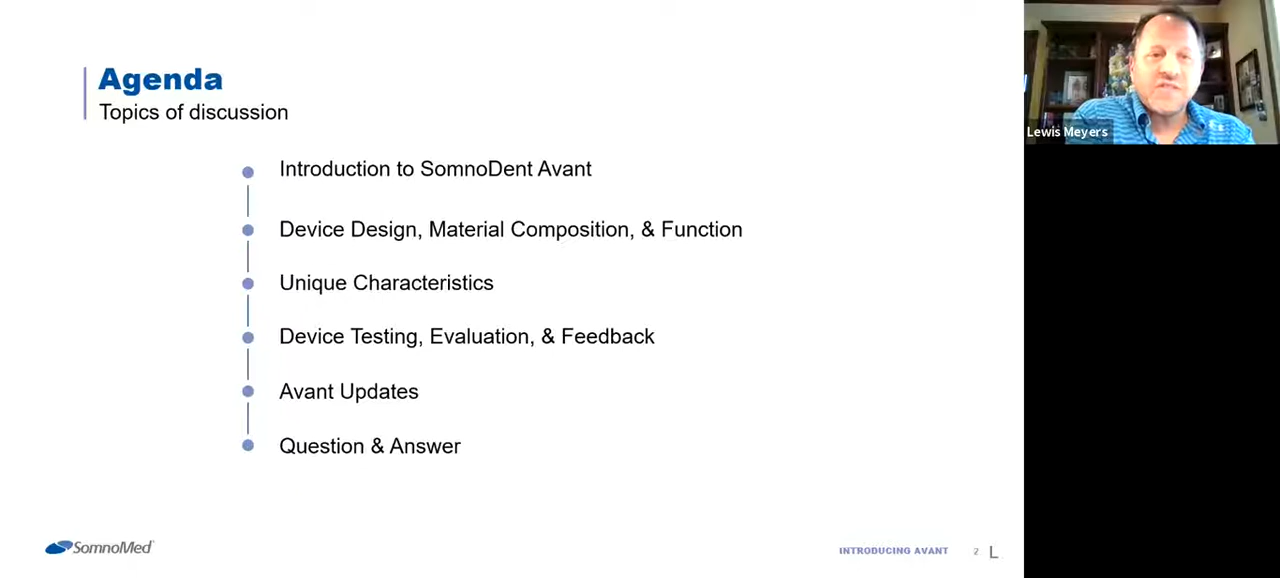 Agenda
Topics of discussion
Introduction to SomnoDent Avant
Device Design, Material Composition, & Function
Unique Characteristics
Device Testing, Evaluation, & Feedback
Avant Updates
Question & Answer
SomnoMed
INTRODUCING AVANT 2 L
Lewis Meyers